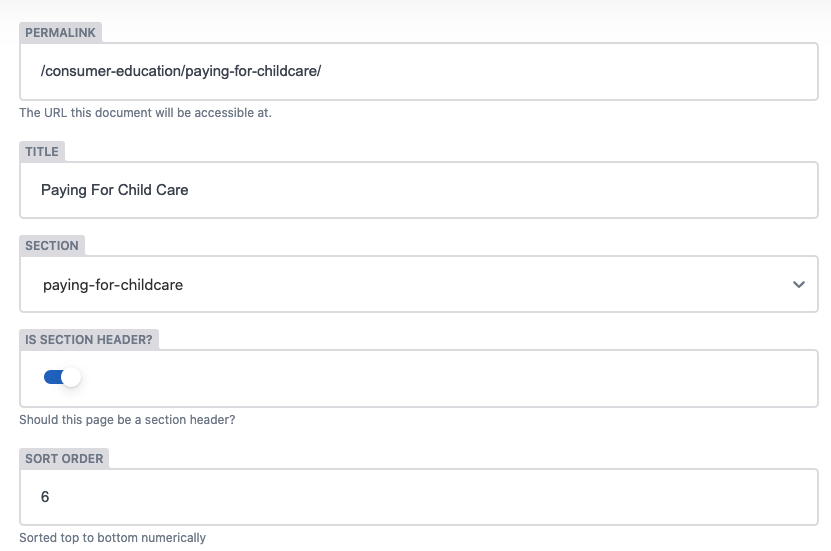 PERMALINK
/consumer-education/paying-for-childcare/
The URL this document will be accessible at.
TITLE
Paying For Child Care
SECTION
paying-for-childcare
IS SECTION HEADER?
Should this page be a section header?
SORT ORDER
6
Sorted top to bottom numerically